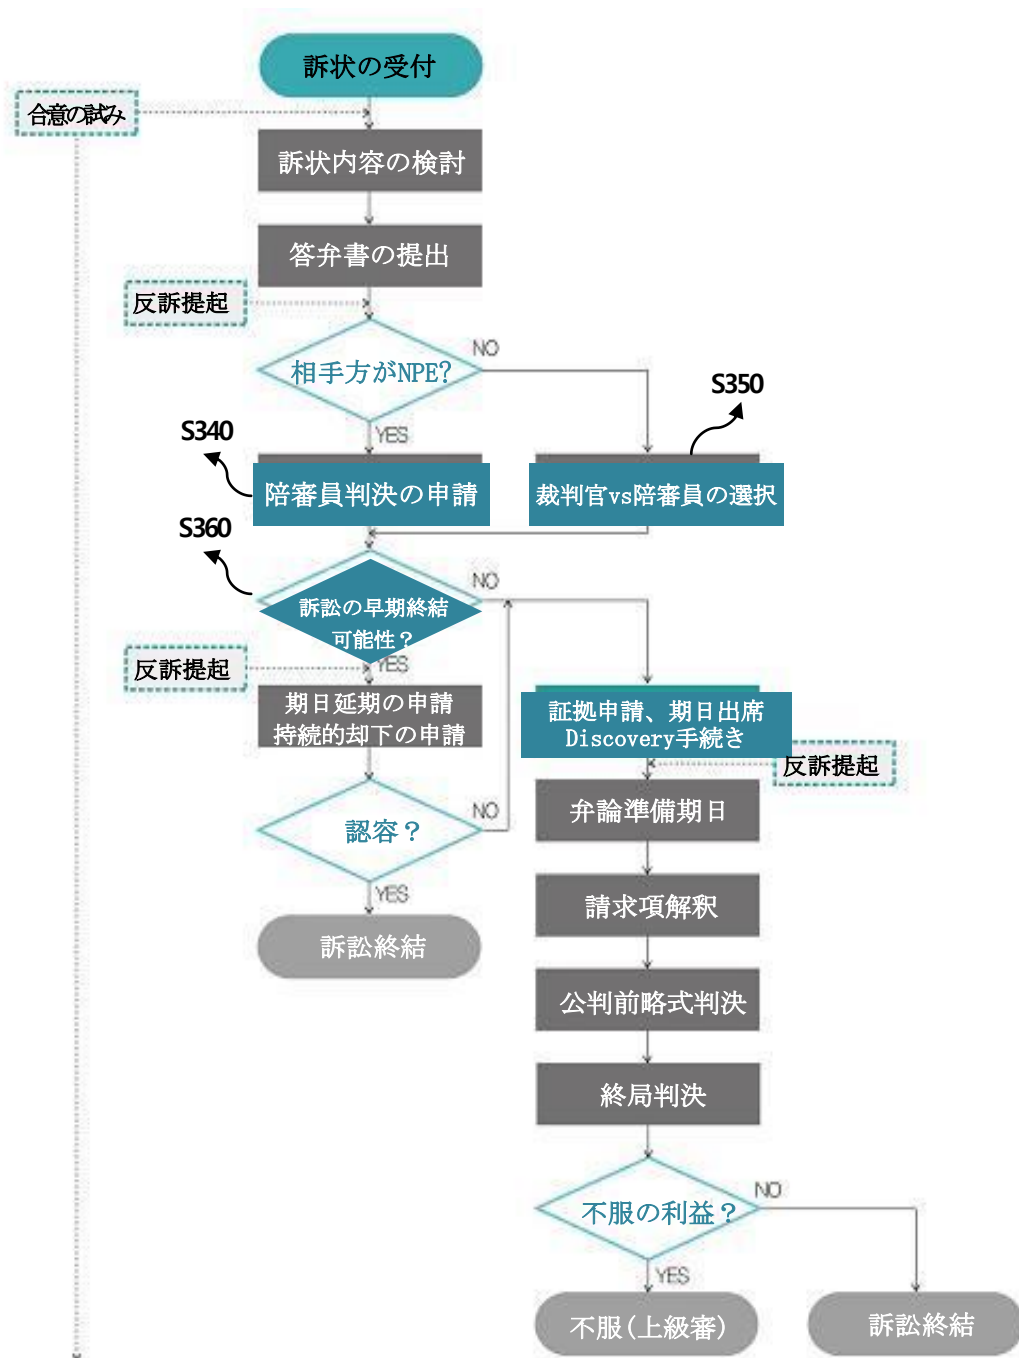 訴状の受付
合意の試み
訴状内容の検討
答弁書の提出
反訴提起
相手方がNPE?
NO
YES
S350
S340
陪審員判決の申請
裁判官vs陪審員の選択
S360
訴訟の早期終結
可能性？
NO
YES
反訴提起
期日延期の申請
持続的却下の申請
証拠申請、期日出席
Discovery手続き
反訴提起
認容？
NO
YES
弁論準備期日
請求項解釈
訴訟終結
公判前略式判決
終局判決
不服の利益？
NO
YES
不服(上級審)
訴訟終結